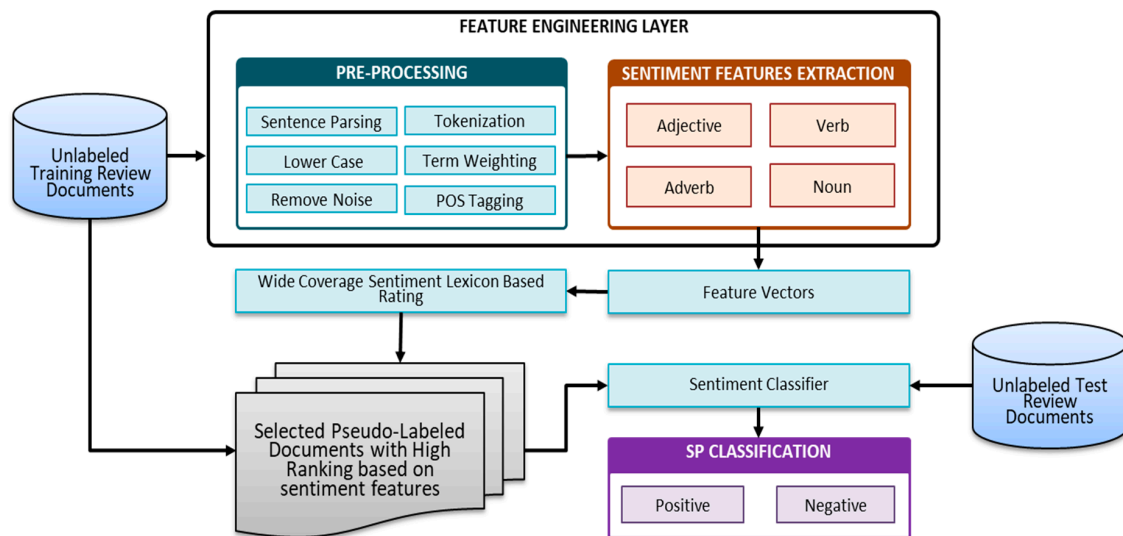 FEATURE ENGINEERING LAYER
PRE-PROCESSING
Sentence Parsing
Tokenization
Lower Case
Term Weighting
Remove Noise
POS Tagging
SENTIMENT FEATURES EXTRACTION
Adjective
Verb
Adverb
Noun
Unlabeled
Training Review
Documents
Wide Coverage Sentiment Lexicon Based
Rating
Feature Vectors
Selected Pseudo-Labeled
Documents with High
Ranking based on
sentiment features
Sentiment Classifier
Unlabeled Test
Review
Documents
SP CLASSIFICATION
Positive
Negative